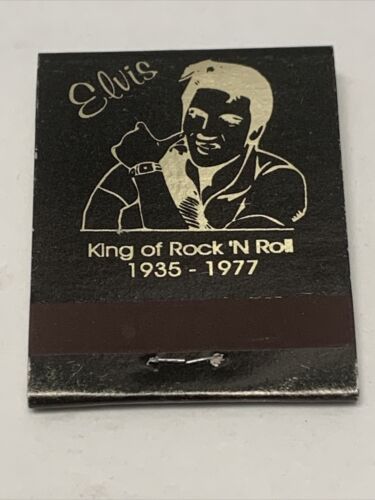 Elvis
King of Rock 'N Roll
1935 - 1977